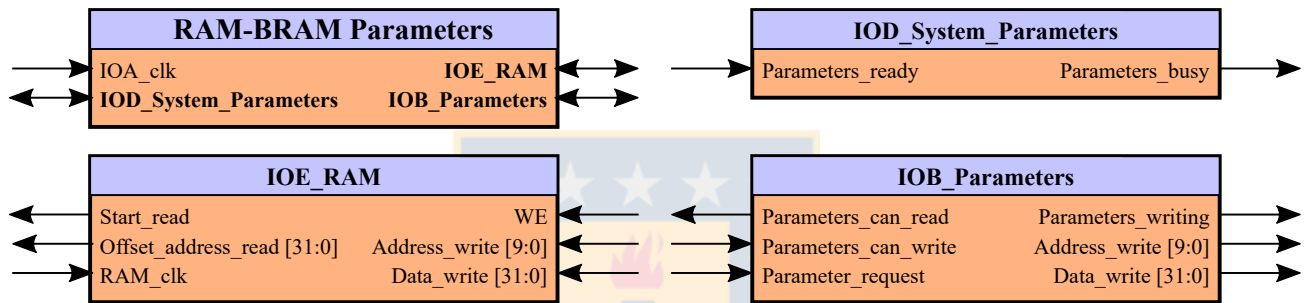 RAM-BRAM Parameters
IOA_clk IOE_RAM
IOD_System_Parameters IOB_Parameters
IOD_System_Parameters
Parameters_ready Parameters_busy
IOE_RAM
Start_read WE
Offset_address_read [31:0] Address_write [9:0]
RAM_clk Data_write [31:0]
IOB_Parameters
Parameters_can_read Parameters_writing
Parameters_can_write Address_write [9:0]
Parameter_request Data_write [31:0]